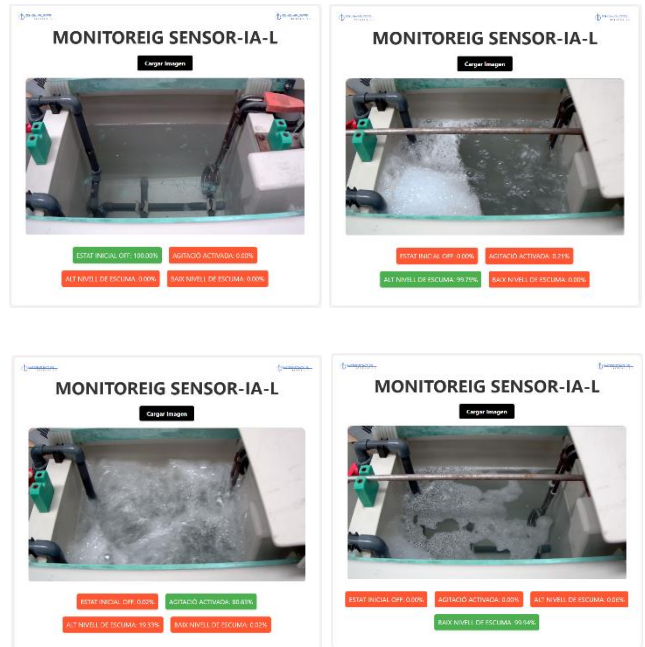 MONITOREIG SENSOR-IA-L
Cargar Imagen
ESTAT INICIAL OFF: 100.00%
AGITACIÓ ACTIVADA: 0.00%
ALT NIVELL DE ESCUMA: 0.00%
BAIX NIVELL DE ESCUMA: 0.00%
MONITOREIG SENSOR-IA-L
Cargar Imagen
ESTAT INICIAL OFF: 0.00%
AGITACIÓ ACTIVADA: 0.21%
ALT NIVELL DE ESCUMA: 99.79%
BAIX NIVELL DE ESCUMA: 0.00%
MONITOREIG SENSOR-IA-L
Cargar Imagen
ESTAT INICIAL OFF: 0.02%
AGITACIÓ ACTIVADA:
ALT NIVELL DE ESCUMA: 19.33%
BAIX NIVELL DE ESCUMA: 0.02%
MONITOREIG SENSOR-IA-L
Cargar Imagen
ESTAT INICIAL OFF: 0.00%
AGITACIÓ ACTIVADA: 0.00%
ALT NIVELL DE ESCUMA: 0.06%
BAIX NIVELL DE ESCUMA: 99.94%